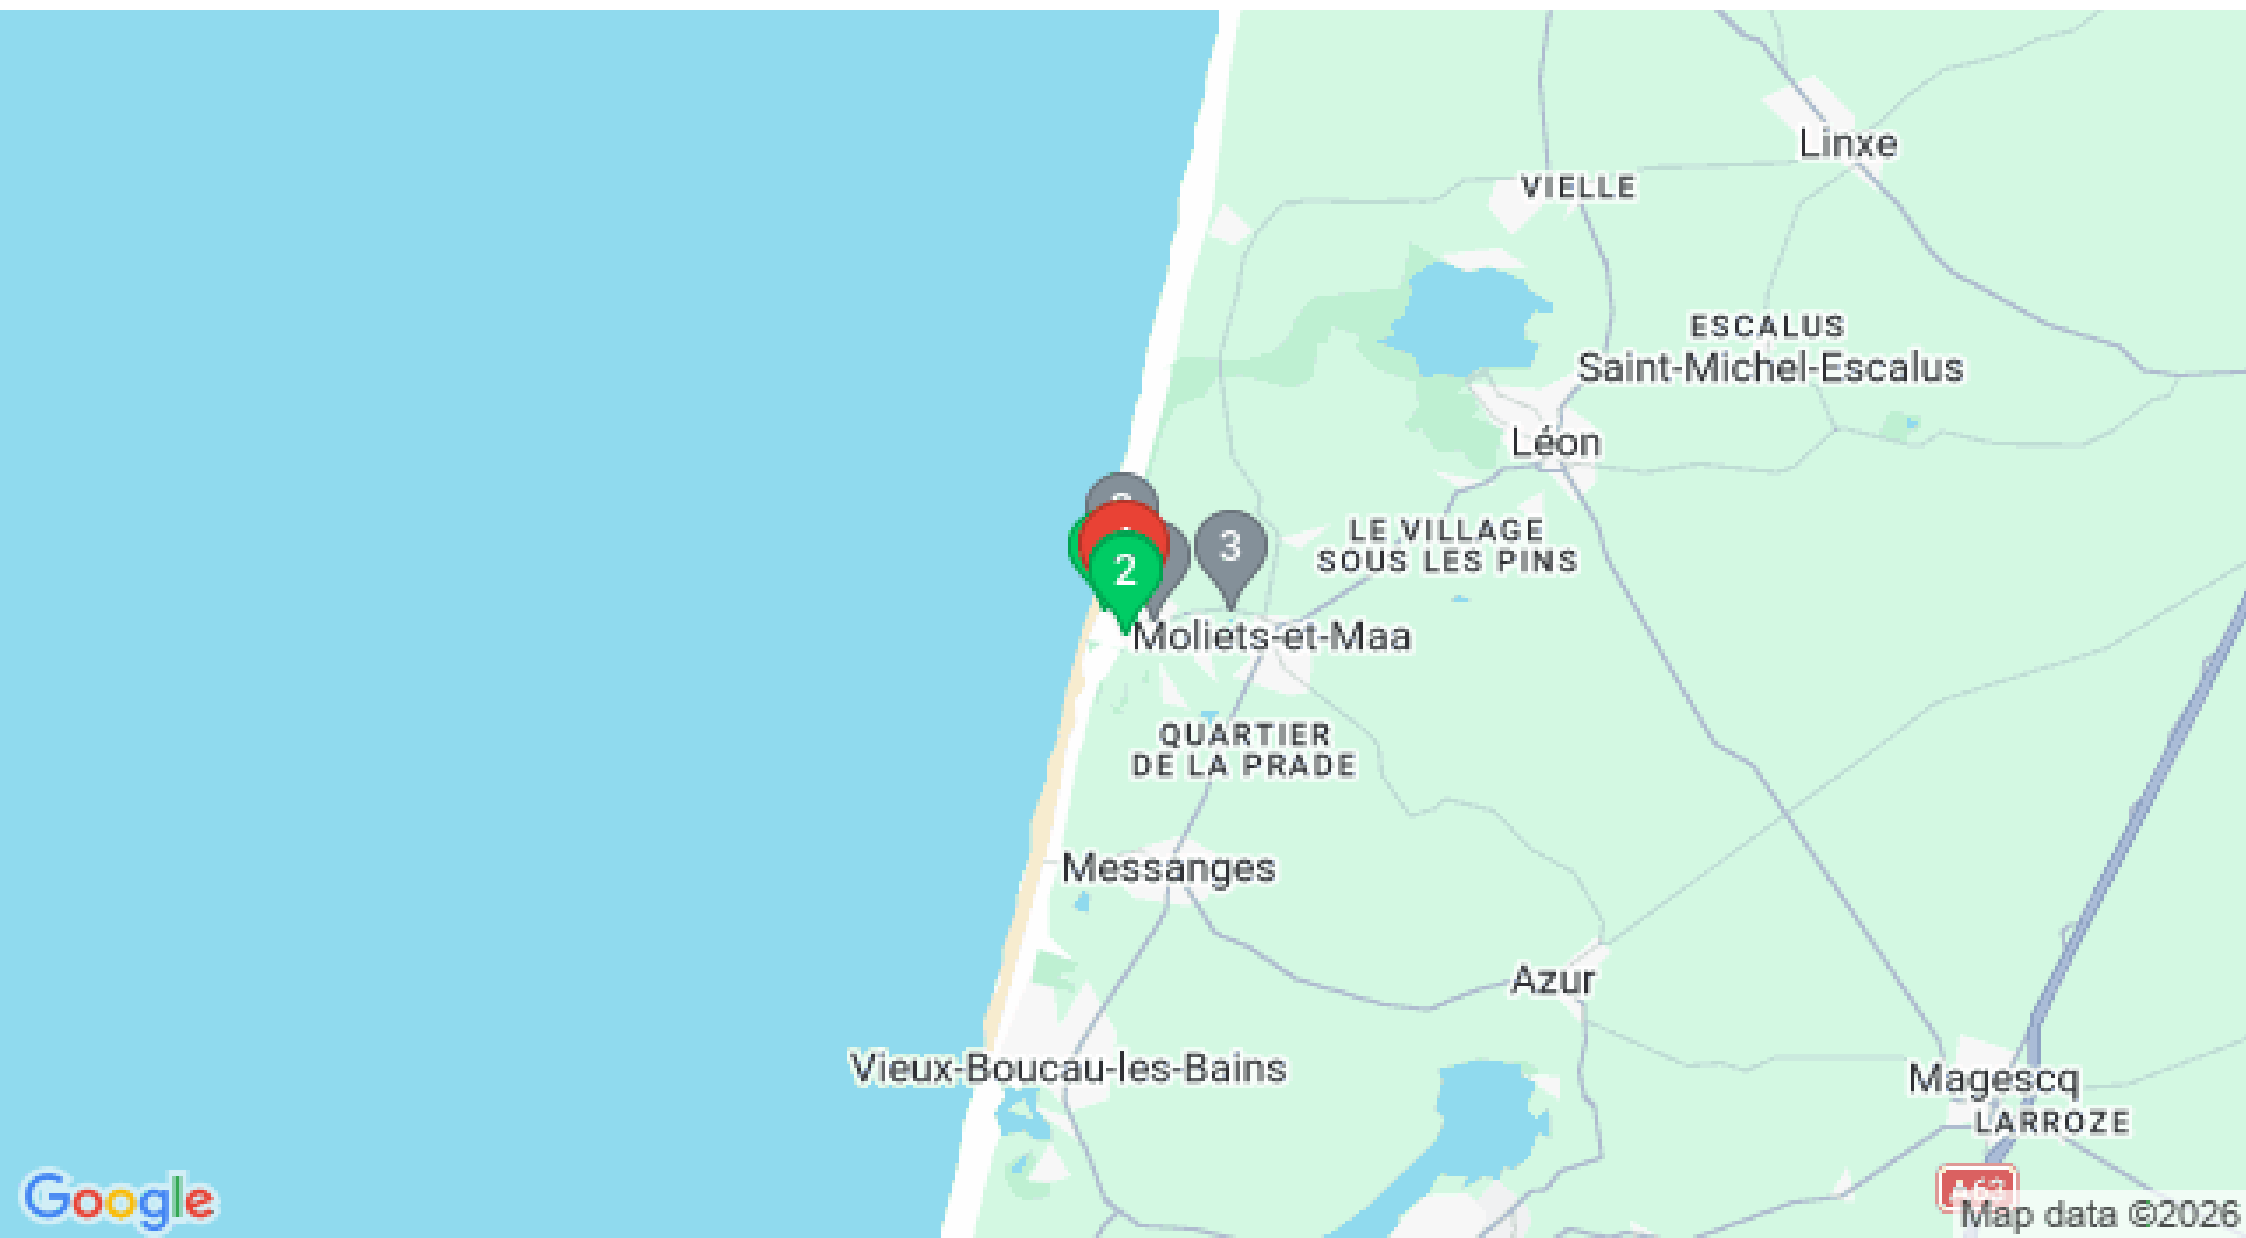 Linxe
VIELLE
ESCALUS
Saint-Michel-Escalus
Léon
LE VILLAGE
SOUS LES PINS
3
2
Moliets-et-Maa
QUARTIER
DE LA PRADE
Messanges
Azur
Vieux-Boucau-les-Bains
Magescq
LARROZE
A63
Google
Map data ©2026